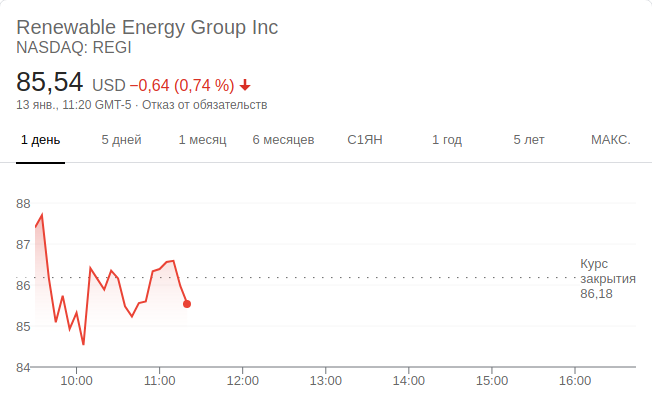 Renewable Energy Group Inc
NASDAQ: REGI
85,54 USD −0,64 (0,74 %)
13 янв., 11:20 GMT-5 · Отказ от обязательств
1 день 5 дней 1 месяц 6 месяцев С1ЯН 1 год 5 лет МАКС.
88
87
86
85
84
Курс
закрытия
86,18
10:00 11:00 12:00 13:00 14:00 15:00 16:00